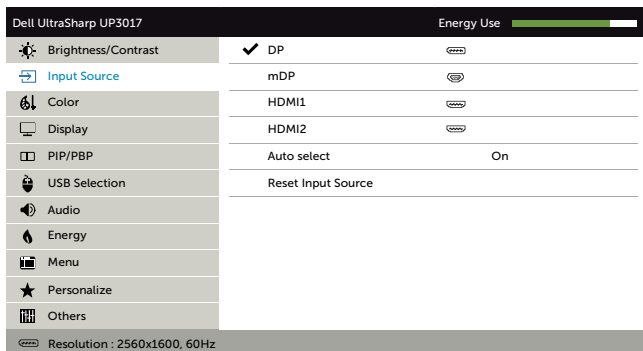 Dell UltraSharp UP3017 Energy Use
Brightness/Contrast DP
Input Source mDP
Color HDMI1
Display HDMI2
PIP/PBP Auto select On
USB Selection Reset Input Source
Audio
Energy
Menu
Personalize
Others
Resolution : 2560x1600, 60Hz